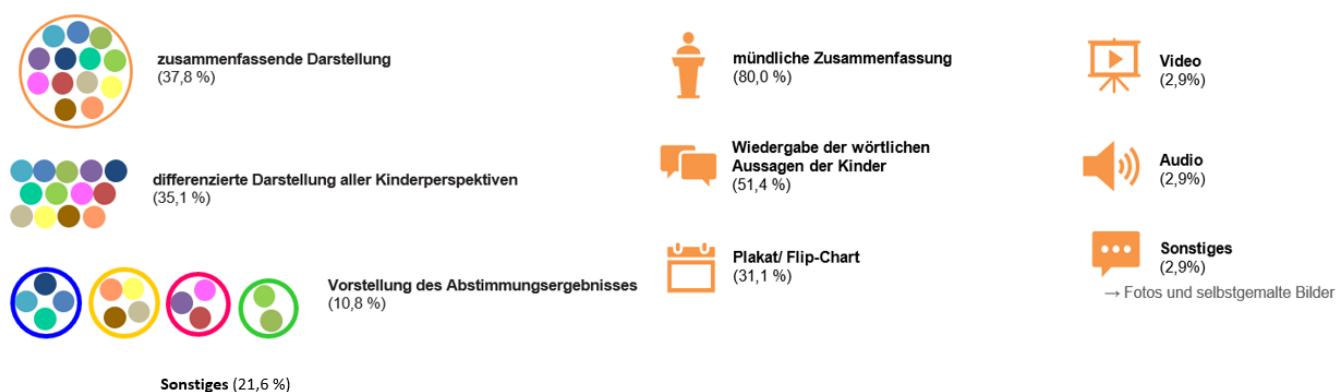 zusammenfassende Darstellung
(37,8 %)
differenzierte Darstellung aller Kinderperspektiven
(35,1 %)
Vorstellung des Abstimmungsergebnisses
(10,8 %)
Sonstiges (21,6 %)
mündliche Zusammenfassung
(80,0 %)
Wiedergabe der wörtlichen
Aussagen der Kinder
(51,4 %)
Plakat/ Flip-Chart
(31,1 %)
Video
(2,9%)
Audio
(2,9%)
Sonstiges
(2,9%)
→ Fotos und selbstgemalte Bilder